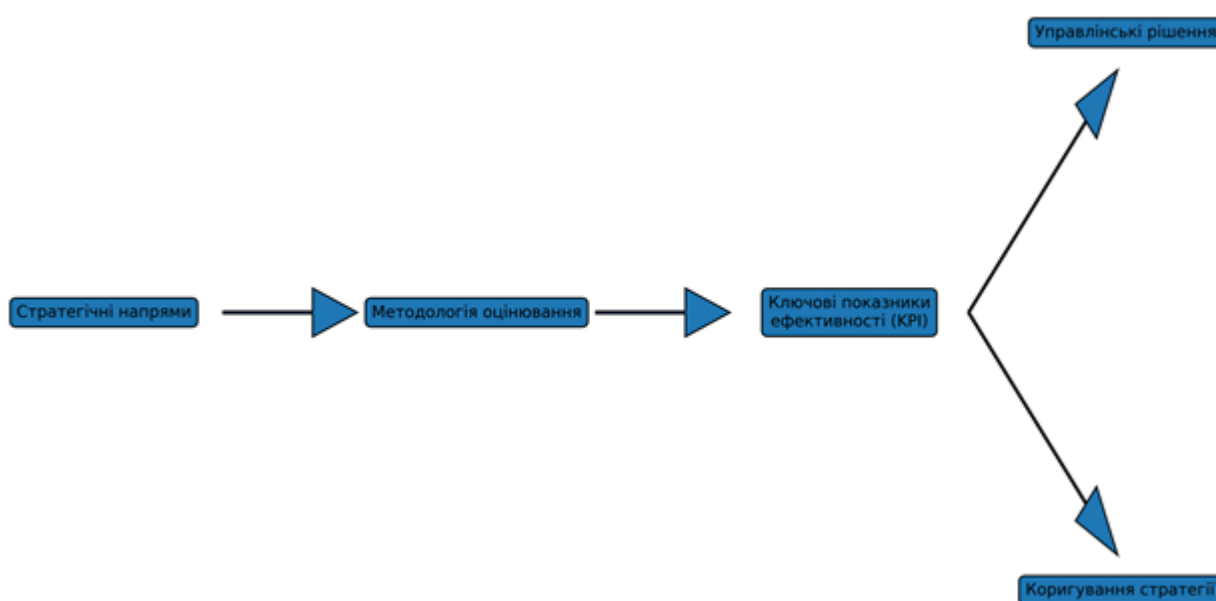 Управлінські рішення
Стратегічні напрями
Методологія оцінювання
Ключові показники
ефективності (KPI)
Коригування стратегії